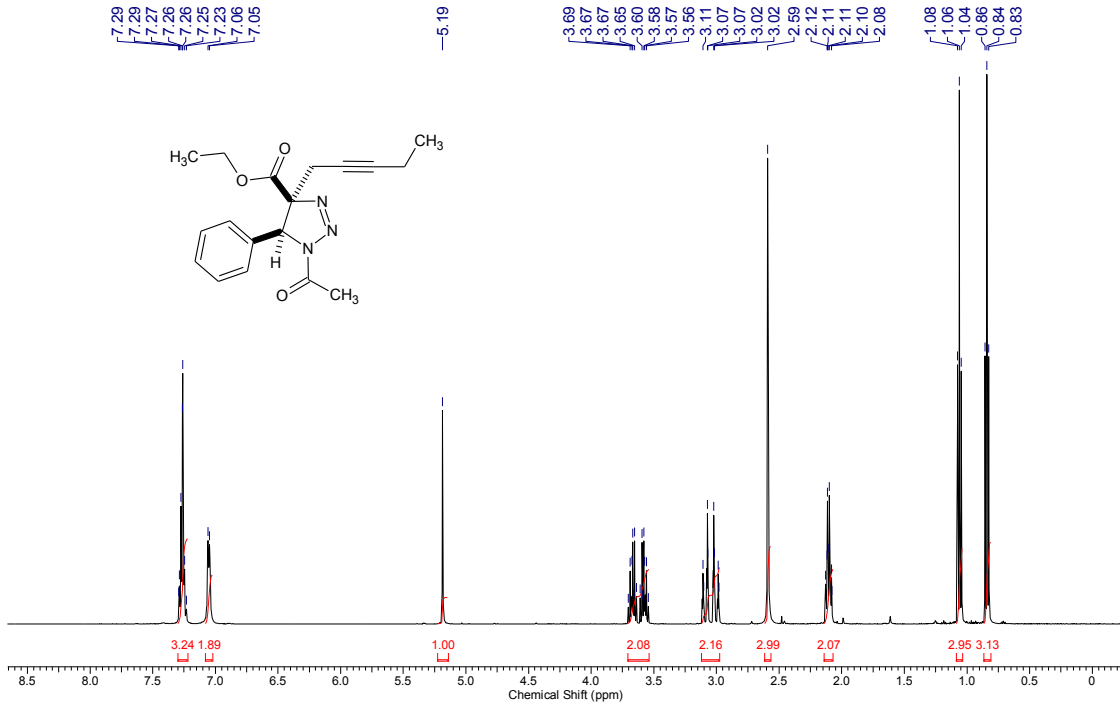 7.29 7.29 7.27 7.26 7.26 7.25 7.23 7.06 7.05 5.19 3.69 3.67 3.67 3.65 3.60 3.58 3.57 3.56 3.11 3.07 3.07 3.02 3.02 2.59 2.12 2.11 2.11 2.10 2.08 1.08 1.06 1.04 0.86 0.84 0.83
H3C O CH3
O
N
N
N
H
O CH3
3.24 1.89 1.00 2.08 2.16 2.99 2.07 2.95 3.13
8.5 8.0 7.5 7.0 6.5 6.0 5.5 5.0 4.5 4.0 3.5 3.0 2.5 2.0 1.5 1.0 0.5 0
Chemical Shift (ppm)